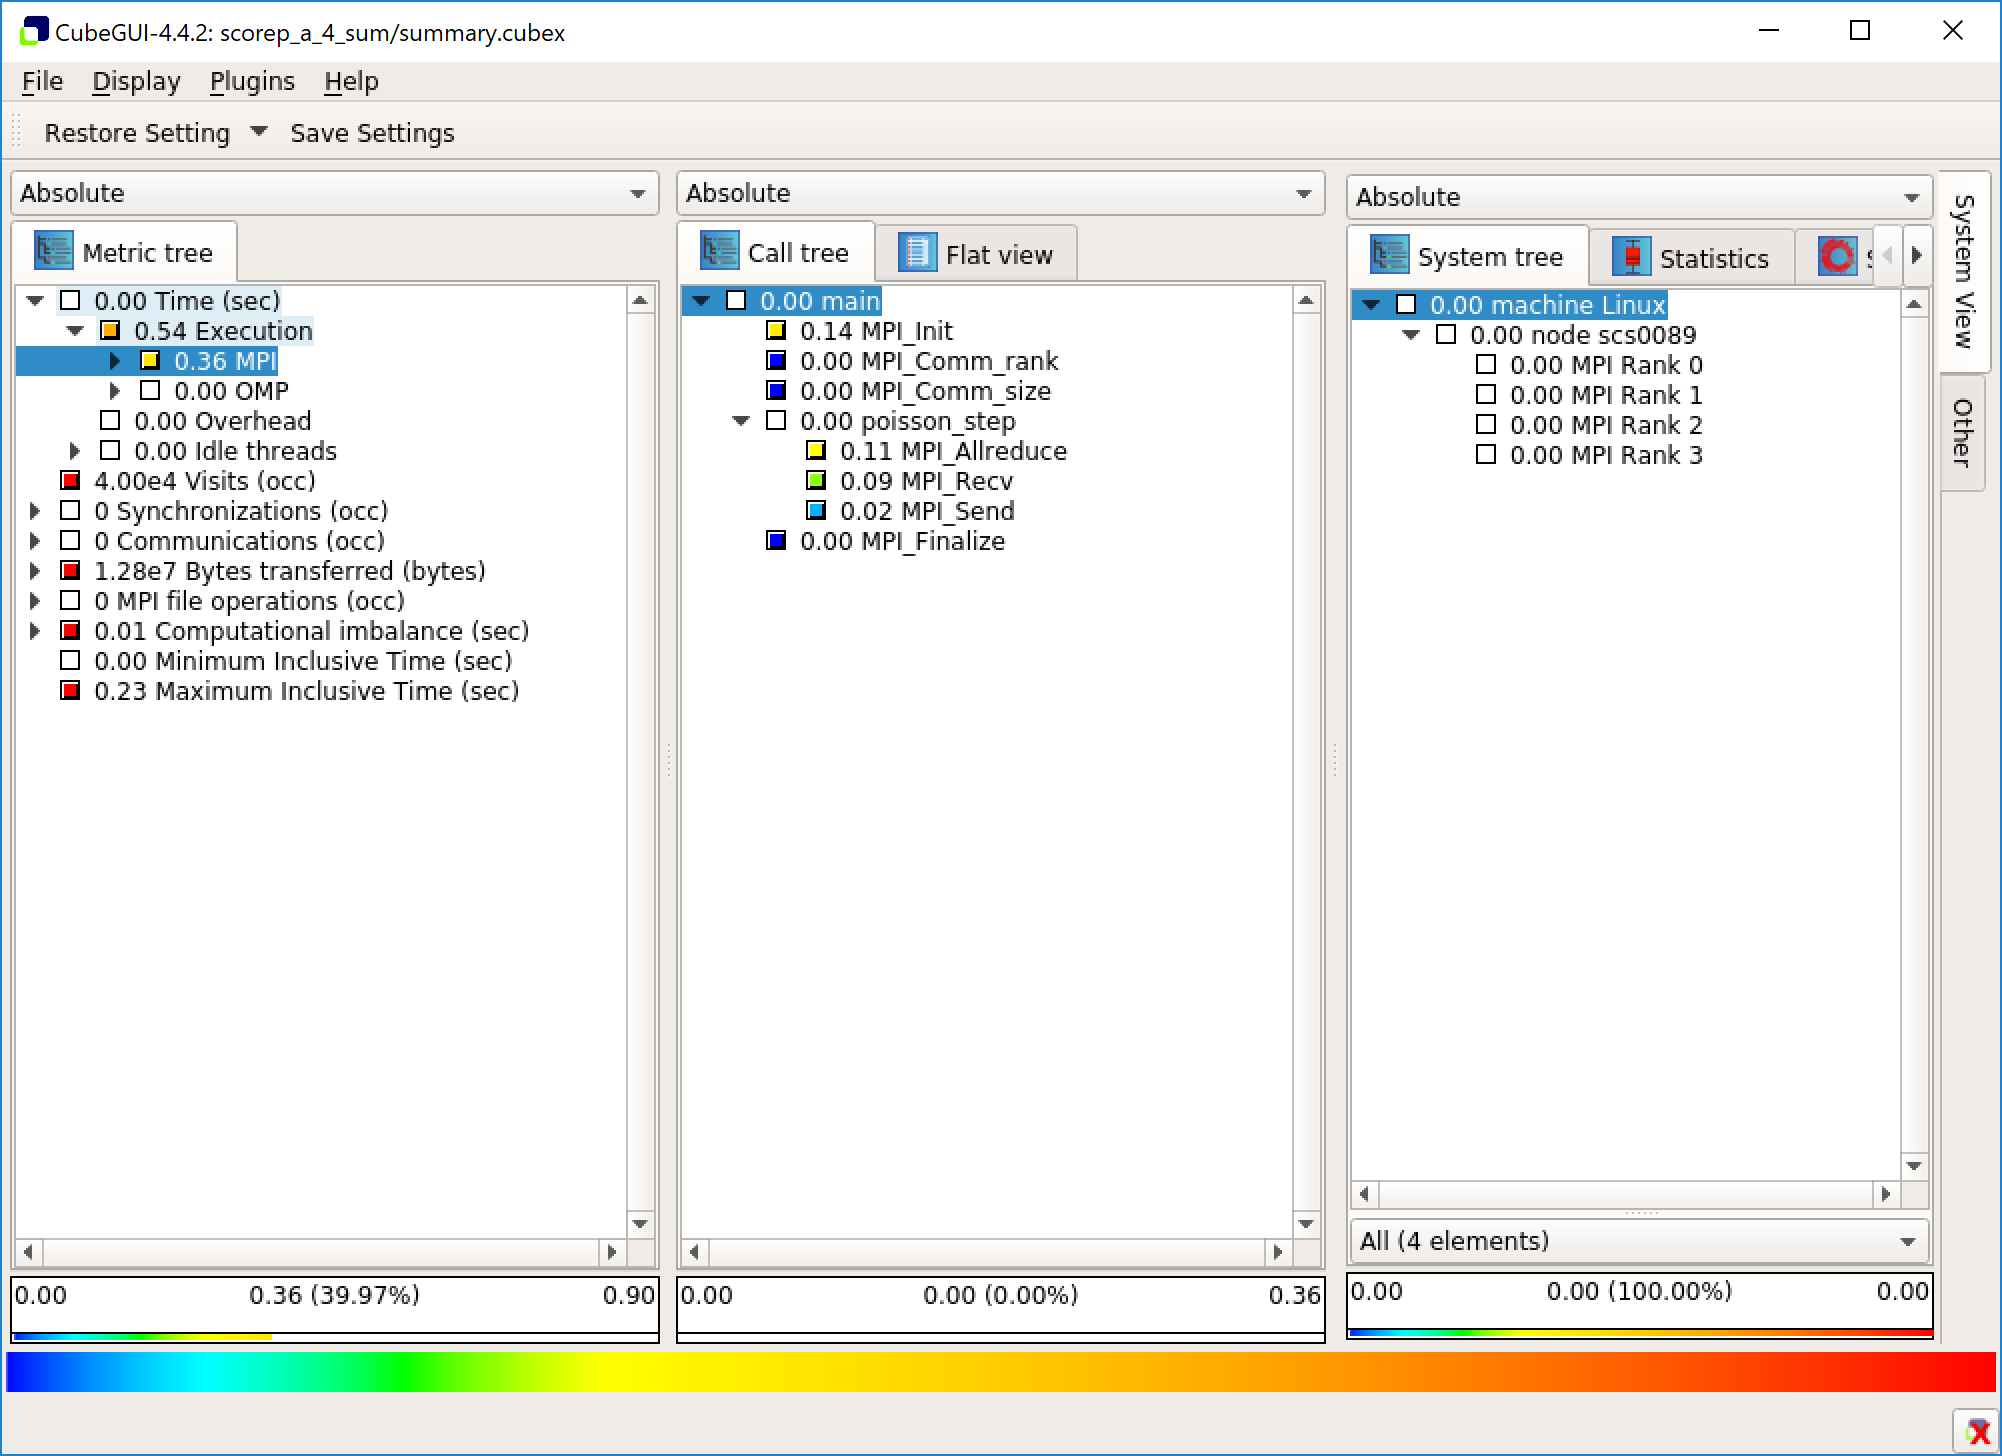 CubeGUI-4.4.2: scorep_a_4_sum/summary.cubex
File Display Plugins Help
Restore Setting Save Settings
Absolute
Metric tree
0.00 Time (sec)
0.54 Execution
0.36 MPI
0.00 OMP
0.00 Overhead
0.00 Idle threads
4.00e4 Visits (occ)
0 Synchronizations (occ)
0 Communications (occ)
1.28e7 Bytes transferred (bytes)
0 MPI file operations (occ)
0.01 Computational imbalance (sec)
0.00 Minimum Inclusive Time (sec)
0.23 Maximum Inclusive Time (sec)
0.00 0.36 (39.97%) 0.90
Absolute
Call tree Flat view
0.00 main
0.14 MPI_Init
0.00 MPI_Comm_rank
0.00 MPI_Comm_size
0.00 poisson_step
0.11 MPI_Allreduce
0.09 MPI_Recv
0.02 MPI_Send
0.00 MPI_Finalize
0.00 0.00 (0.00%) 0.36
Absolute
System tree Statistics
0.00 machine Linux
0.00 node scs0089
0.00 MPI Rank 0
0.00 MPI Rank 1
0.00 MPI Rank 2
0.00 MPI Rank 3
All (4 elements)
0.00 0.00 (100.00%) 0.00
System View
Other